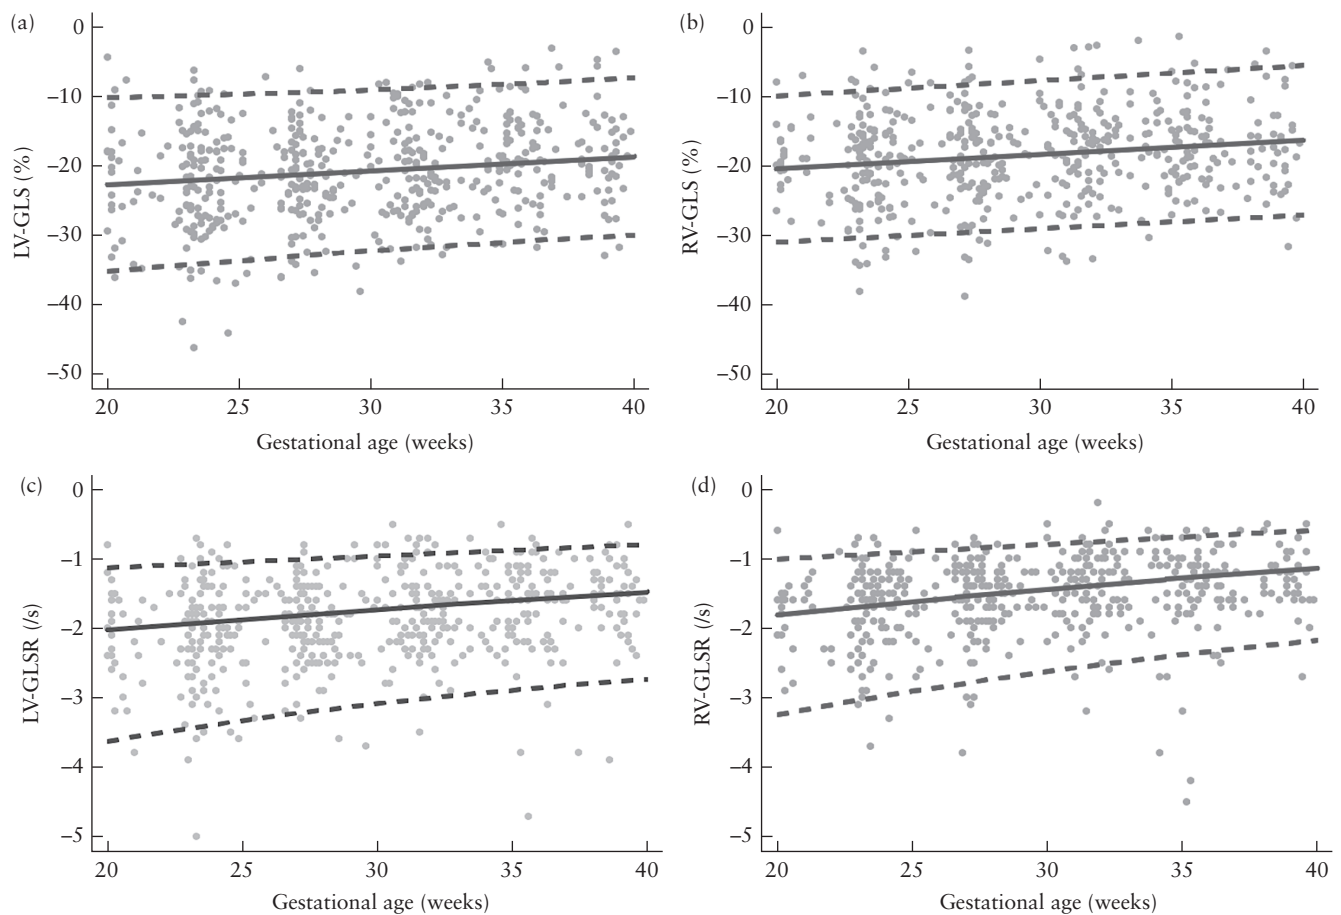 (a)
0
−10
−20
−30
−40
−50
LV-GLS (%)
20 25 30 35 40
Gestational age (weeks)
(b)
0
−10
−20
−30
−40
−50
RV-GLS (%)
20 25 30 35 40
Gestational age (weeks)
(c)
0
−1
−2
−3
−4
−5
LV-GLSR (/s)
20 25 30 35 40
Gestational age (weeks)
(d)
0
−1
−2
−3
−4
−5
RV-GLSR (/s)
20 25 30 35 40
Gestational age (weeks)